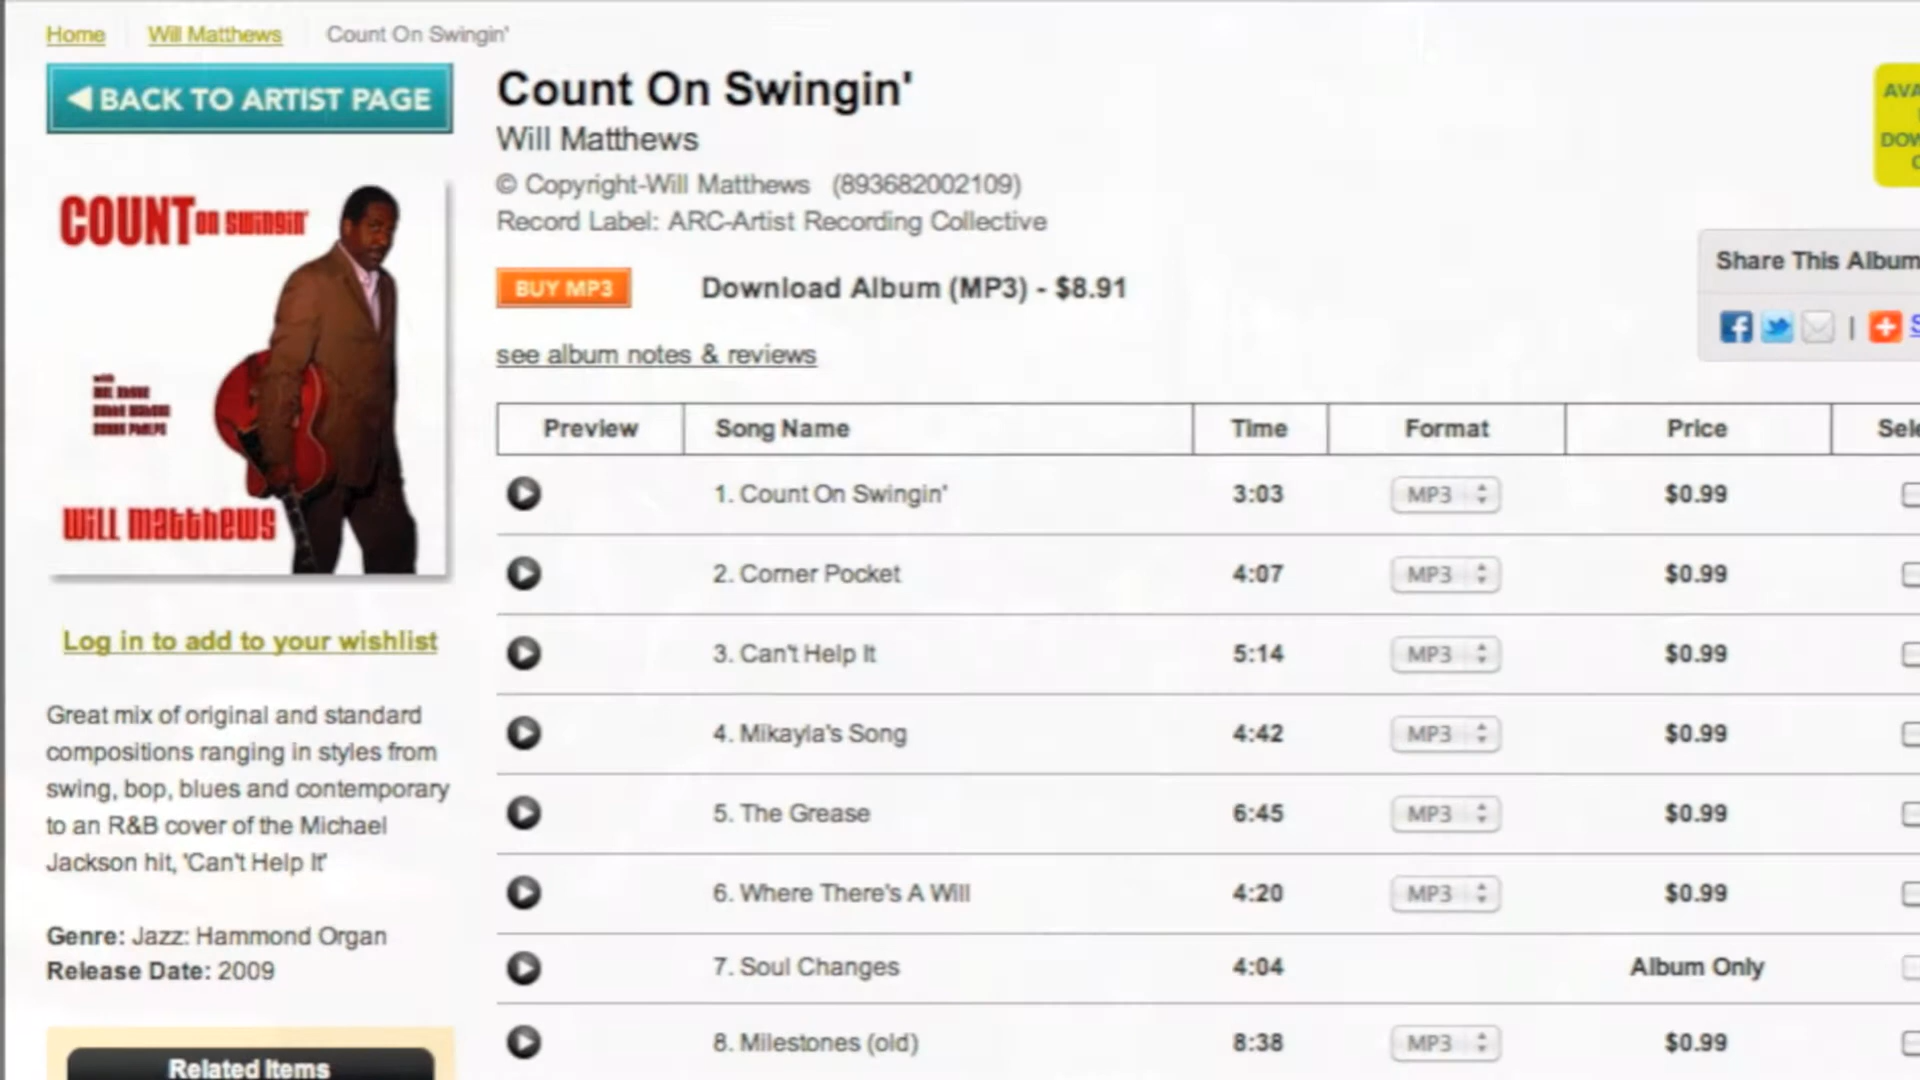 Home
Will Matthews
Count On Swingin'
BACK TO ARTIST PAGE
COUNT on swingin'
with
Will Matthews
Log in to add to your wishlist
Great mix of original and standard
compositions ranging in styles from
swing, bop, blues and contemporary
to an R&B cover of the Michael
Jackson hit, 'Can't Help It'
Genre: Jazz: Hammond Organ
Release Date: 2009
Related Items
Count On Swingin'
Will Matthews
© Copyright-Will Matthews (893682002109)
Record Label: ARC-Artist Recording Collective
BUY MP3 Download Album (MP3) - $8.91
see album notes & reviews
Share This Album
Preview Song Name Time Format Price
1. Count On Swingin' 3:03 MP3 $0.99
2. Corner Pocket 4:07 MP3 $0.99
3. Can't Help It 5:14 MP3 $0.99
4. Mikayla's Song 4:42 MP3 $0.99
5. The Grease 6:45 MP3 $0.99
6. Where There's A Will 4:20 MP3 $0.99
7. Soul Changes 4:04 Album Only
8. Milestones (old) 8:38 MP3 $0.99